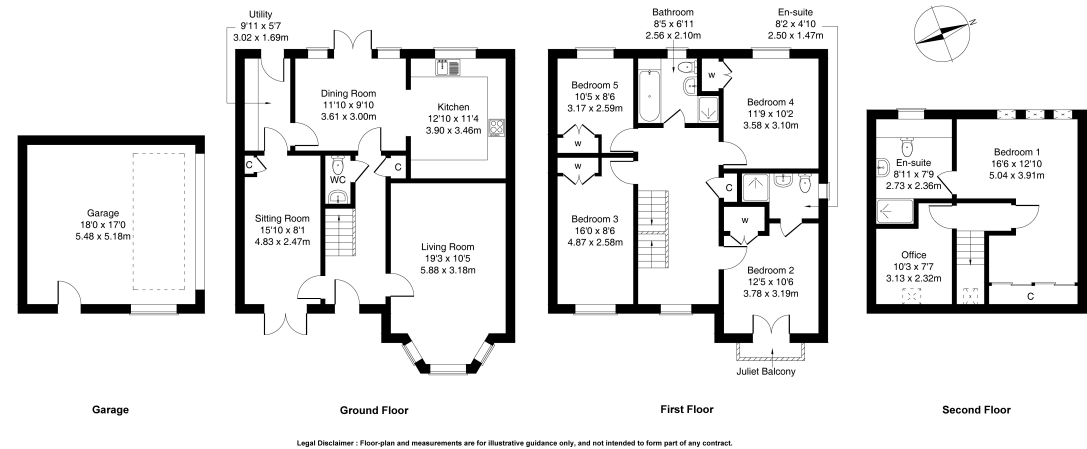 Utility
9'11 x 5'7
3.02 x 1.69m
Bathroom
8'5 x 6'11
2.56 x 2.10m
En-suite
8'2 x 4'10
2.50 x 1.47m
N
Garage
18'0 x 17'0
5.48 x 5.18m
Dining Room
11'10 x 9'10
3.61 x 3.00m
Kitchen
12'10 x 11'4
3.90 x 3.46m
C
WC
C
Sitting Room
15'10 x 8'1
4.83 x 2.47m
Living Room
19'3 x 10'5
5.88 x 3.18m
Bedroom 5
10'5 x 8'6
3.17 x 2.59m
W
W
W
Bedroom 4
11'9 x 10'2
3.58 x 3.10m
C
W
Bedroom 3
16'0 x 8'6
4.87 x 2.58m
Bedroom 2
12'5 x 10'6
3.78 x 3.19m
Juliet Balcony
En-suite
8'11 x 7'9
2.73 x 2.36m
Bedroom 1
16'6 x 12'10
5.04 x 3.91m
Office
10'3 x 7'7
3.13 x 2.32m
C
Garage
Ground Floor
First Floor
Second Floor
Legal Disclaimer : Floor-plan and measurements are for illustrative guidance only, and not intended to form part of any contract.